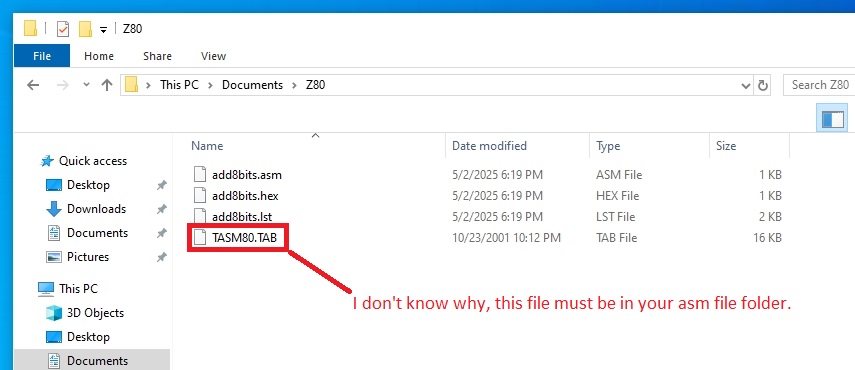 Z80
File Home Share View
This PC Documents Z80 Search Z80
Name Date modified Type Size
Quick access
Desktop
Downloads
Documents
Pictures
This PC
3D Objects
Desktop
Documents
add8bits.asm 5/2/2025 6:19 PM ASM File 1 KB
add8bits.hex 5/2/2025 6:19 PM HEX File 1 KB
add8bits.lst 5/2/2025 6:19 PM LST File 2 KB
TASM80.TAB 10/23/2001 10:12 PM TAB File 16 KB
I don't know why, this file must be in your asm file folder.